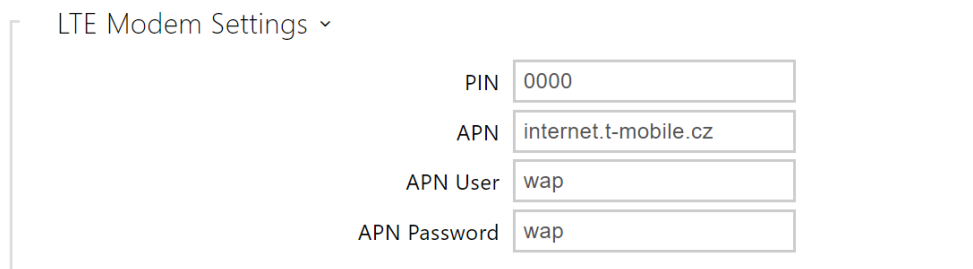 LTE Modem Settings
PIN 0000
APN internet.t-mobile.cz
APN User wap
APN Password wap